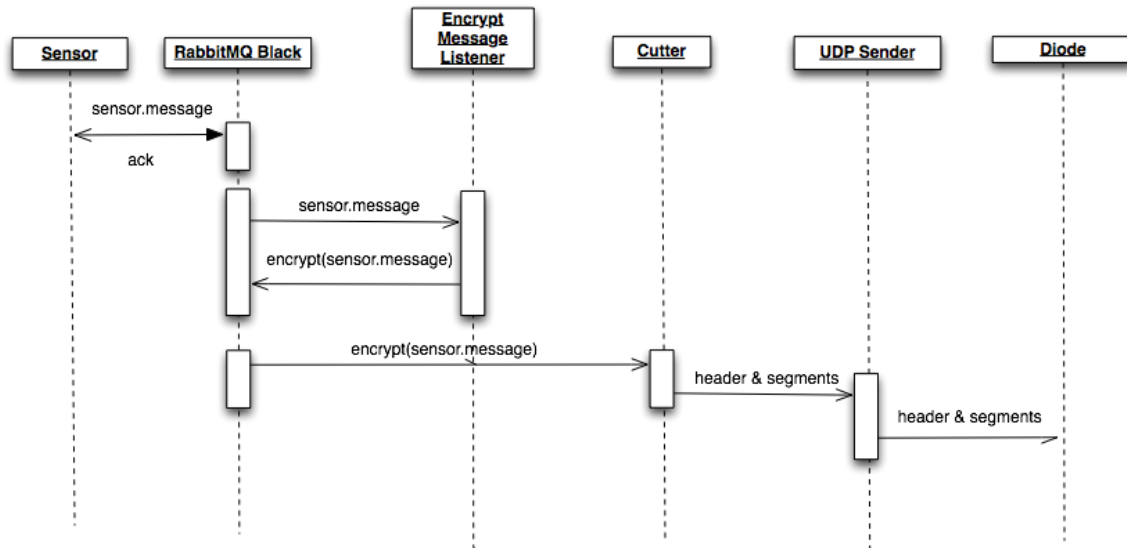 Sensor
RabbitMQ Black
Encrypt
Message
Listener
Cutter
UDP Sender
Diode
sensor.message
ack
sensor.message
encrypt(sensor.message)
encrypt(sensor.message)
header & segments
header & segments